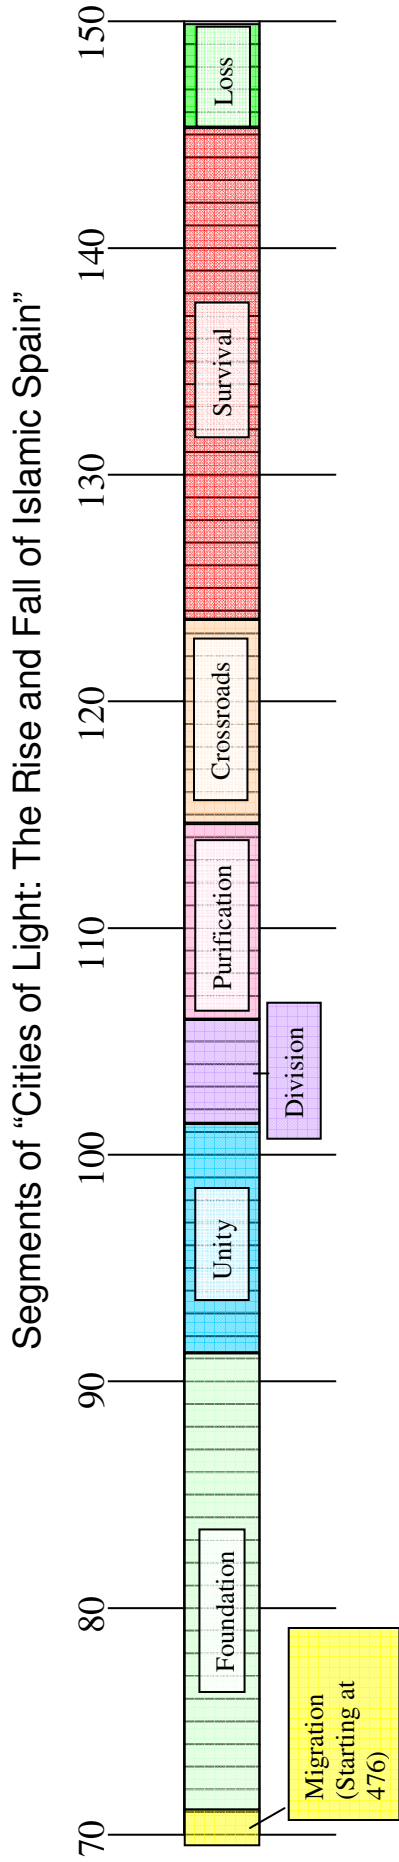 Segments of “Cities of Light: The Rise and Fall of Islamic Spain”
70
80
90
100
110
120
130
140
150
Foundation
Unity
Purification
Crossroads
Survival
Loss
Migration
(Starting at
476)
Division